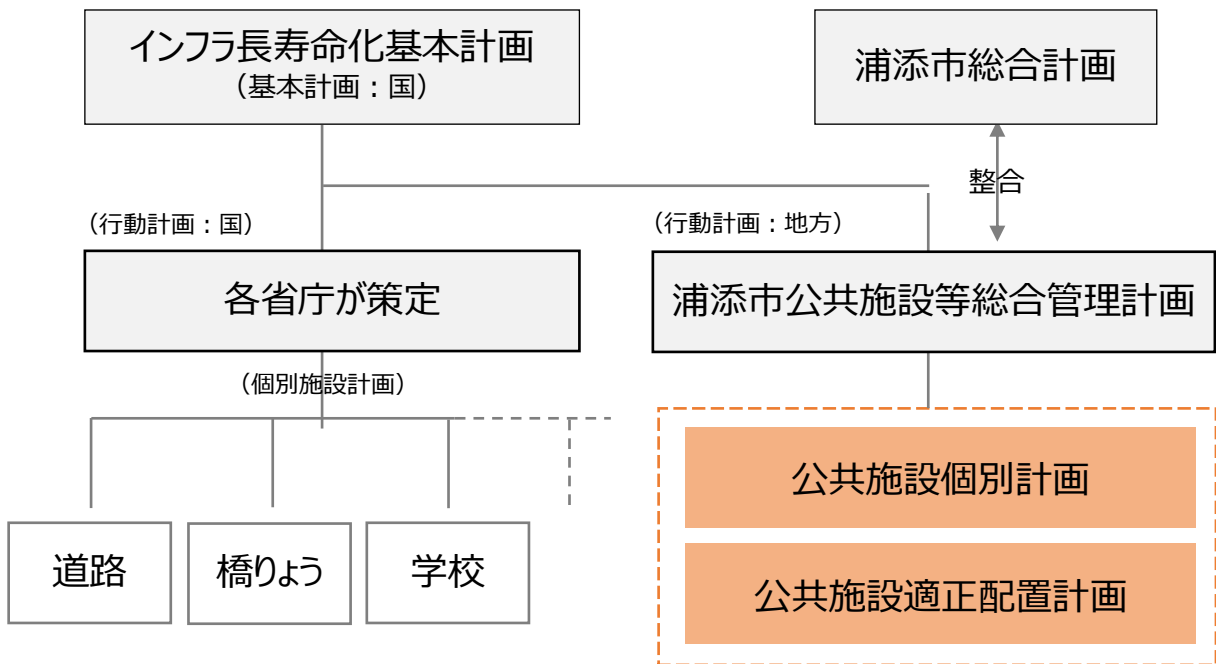 インフラ長寿命化基本計画
（基本計画：国）
浦添市総合計画
整合
（行動計画：国）
（行動計画：地方）
各省庁が策定
浦添市公共施設等総合管理計画
（個別施設計画）
公共施設個別計画
道路
橋りょう
学校
公共施設適正配置計画